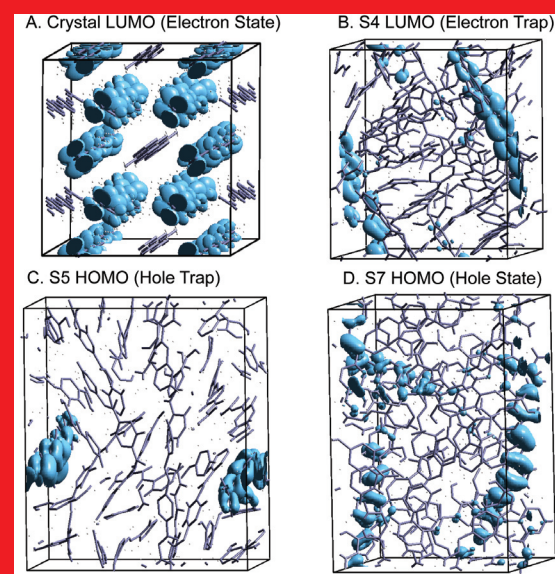 A. Crystal LUMO (Electron State)
B. S4 LUMO (Electron Trap)
C. S5 HOMO (Hole Trap)
D. S7 HOMO (Hole State)